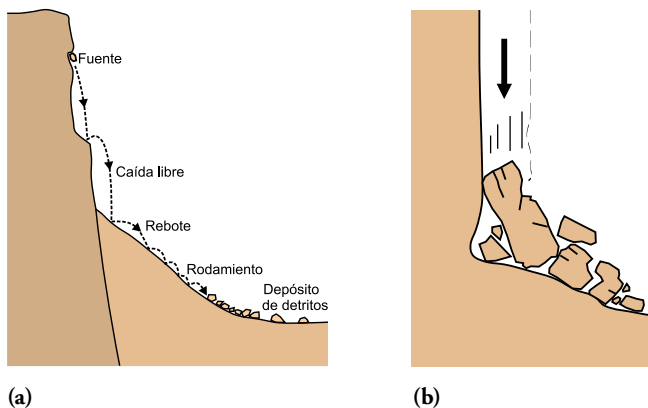 Fuente
Caída libre
Rebote
Rodamiento
Depósito
de detritos
(a)
(b)